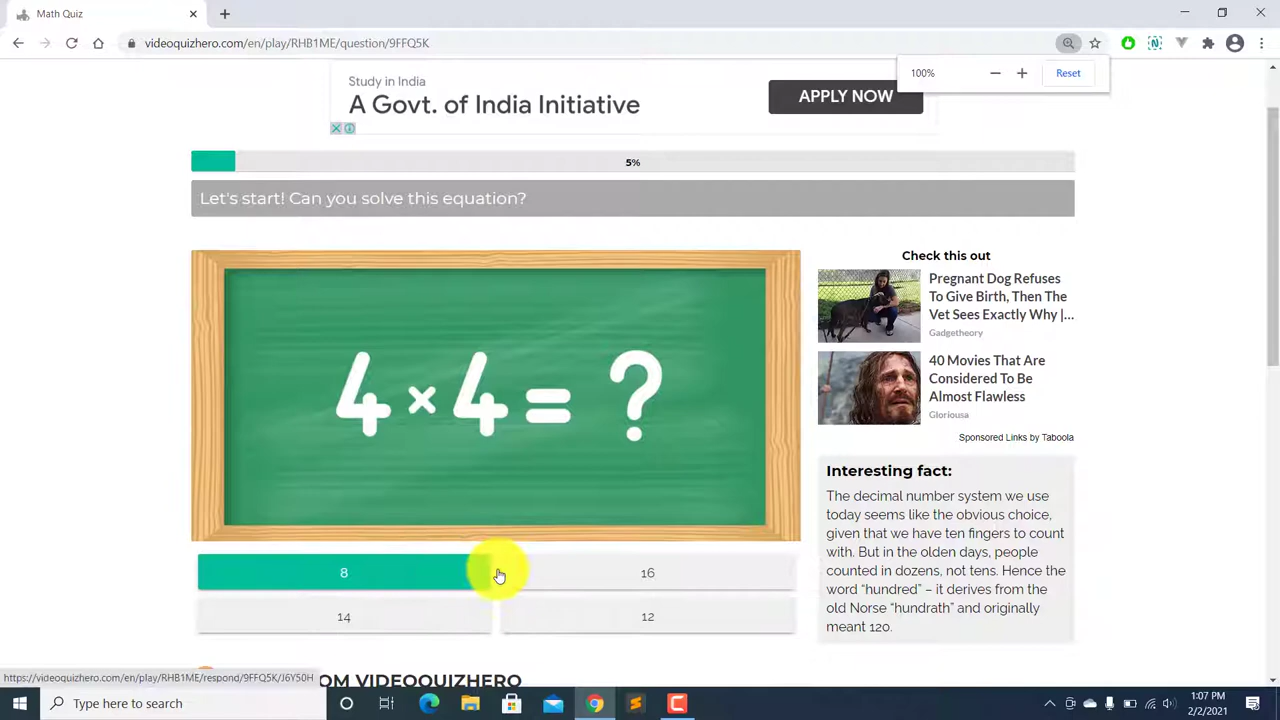 Math Quiz
videoquizhero.com/en/play/RHB1ME/question/9FFQ5K
100%
Reset
Study in India
A Govt. of India Initiative
APPLY NOW
5%
Let's start! Can you solve this equation?
4 × 4 = ?
8
16
14
12
Check this out
Pregnant Dog Refuses
To Give Birth, Then The
Vet Sees Exactly Why |...
Gadgetheory
40 Movies That Are
Considered To Be
Almost Flawless
Gloriousa
Sponsored Links by Taboola
Interesting fact:
The decimal number system we use
today seems like the obvious choice,
given that we have ten fingers to count
with. But in the olden days, people
counted in dozens, not tens. Hence the
word “hundred” – it derives from the
old Norse “hundrath” and originally
meant 120.
https://videoquizhero.com/en/play/RHB1ME/respond/9FFQ5K/J6Y50H
OM VIDEOQUIZHERO
Type here to search
1:07 PM
2/2/2021